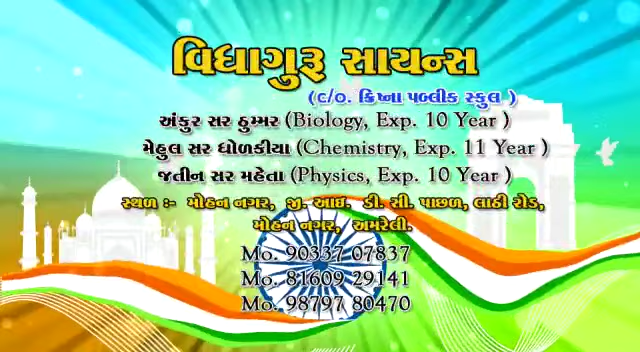 વિધાગુરૂ સાયન્સ
(c/o. ક્રિષ્ના પબ્લીક સ્કુલ )
અંકુર સર ઠુમ્મર (Biology, Exp. 10 Year )
મેહુલ સર ધોળકીયા (Chemistry, Exp. 11 Year )
જતીન સર મહેતા (Physics, Exp. 10 Year )
સ્થળ :- મોહન નગર, જી. આઇ. ડી. સી. પાછળ, લાઠી રોડ,
મોહન નગર, અમરેલી.
Mo. 90337 07837
Mo. 81609 29141
Mo. 98797 80470